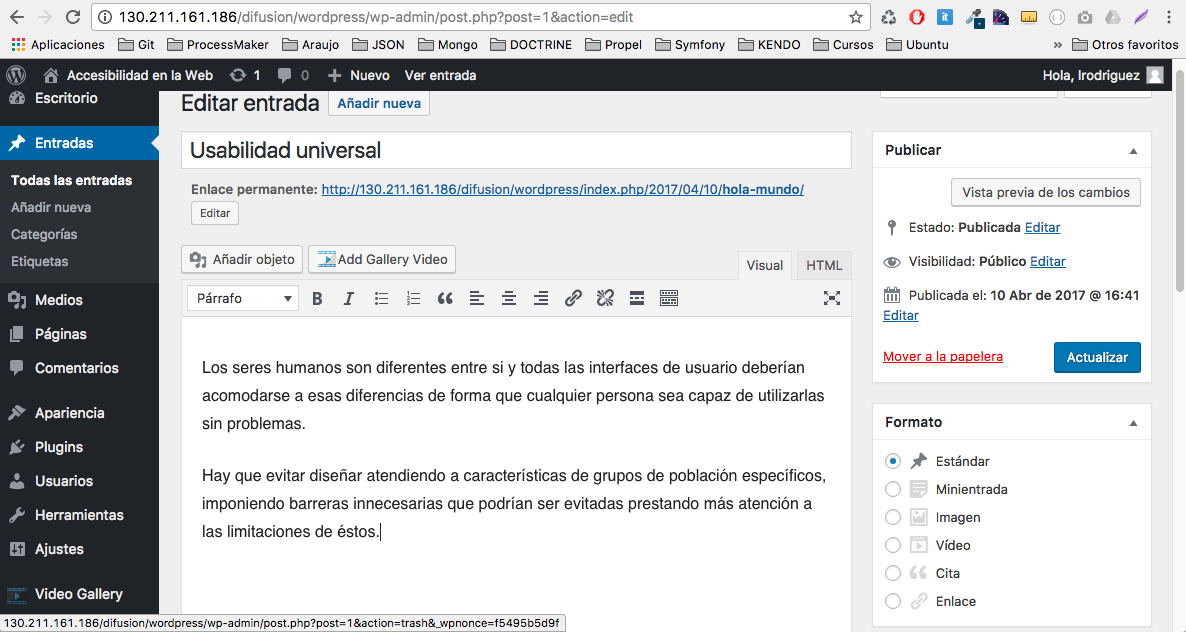 130.211.161.186/difusion/wordpress/wp-admin/post.php?post=1&action=edit
Aplicaciones Git ProcessMaker Araujo JSON Mongo DOCTRINE Propel Symfony KENDO Cursos Ubuntu » Otros favoritos
Accesibilidad en la Web 1 0 Nuevo Ver entrada Hola, lrodriguez
Escritorio
Entradas
Todas las entradas
Añadir nueva
Categorías
Etiquetas
Medios
Páginas
Comentarios
Apariencia
Plugins
Usuarios
Herramientas
Ajustes
Video Gallery
Editar entrada Añadir nueva
Usabilidad universal
Enlace permanente: http://130.211.161.186/difusion/wordpress/index.php/2017/04/10/hola-mundo/
Editar
Añadir objeto Add Gallery Video Visual HTML
Párrafo B I
Los seres humanos son diferentes entre si y todas las interfaces de usuario deberían
acomodarse a esas diferencias de forma que cualquier persona sea capaz de utilizarlas
sin problemas.
Hay que evitar diseñar atendiendo a características de grupos de población específicos,
imponiendo barreras innecesarias que podrían ser evitadas prestando más atención a
las limitaciones de éstos.
Publicar
Vista previa de los cambios
Estado: Publicada Editar
Visibilidad: Público Editar
Publicada el: 10 Abr de 2017 @ 16:41
Editar
Mover a la papelera Actualizar
Formato
Estándar
Minientrada
Imagen
Vídeo
Cita
Enlace
130.211.161.186/difusion/wordpress/wp-admin/post.php?post=1&action=trash&_wpnonce=f5495b5d9f